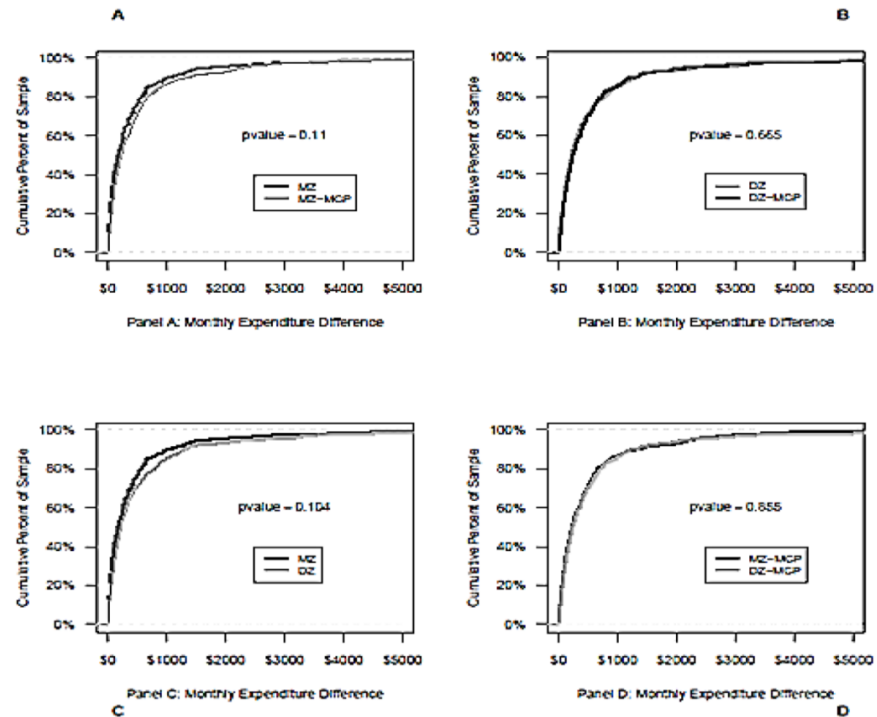 A
B
Cumulative Percent of Sample
100%
80%
60%
40%
20%
0%
pvalue = 0.11
MZ
MZ-MCP
$0 $1000 $2000 $3000 $4000 $5000
Panel A: Monthly Expenditure Difference
Cumulative Percent of Sample
100%
80%
60%
40%
20%
0%
pvalue = 0.665
DZ
DZ-MCP
$0 $1000 $2000 $3000 $4000 $5000
Panel B: Monthly Expenditure Difference
Cumulative Percent of Sample
100%
80%
60%
40%
20%
0%
pvalue = 0.104
MZ
DZ
$0 $1000 $2000 $3000 $4000 $5000
Panel C: Monthly Expenditure Difference
C
Cumulative Percent of Sample
100%
80%
60%
40%
20%
0%
pvalue = 0.855
MZ-MCP
DZ-MCP
$0 $1000 $2000 $3000 $4000 $5000
Panel D: Monthly Expenditure Difference
D